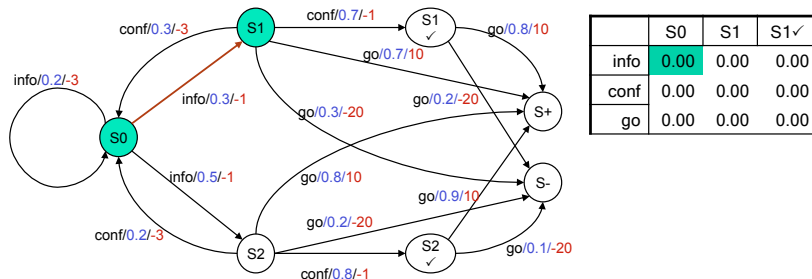 S0 S1 S1✓
info 0.00 0.00 0.00
conf 0.00 0.00 0.00
go 0.00 0.00 0.00
conf/0.3/-3
S1
conf/0.7/-1
S1
✓
go/0.8/10
go/0.7/10
info/0.2/-3
info/0.3/-1
go/0.3/-20
go/0.2/-20
S+
S0
info/0.5/-1
go/0.8/10
S-
go/0.9/10
conf/0.2/-3
go/0.2/-20
S2
S2
✓
go/0.1/-20
conf/0.8/-1